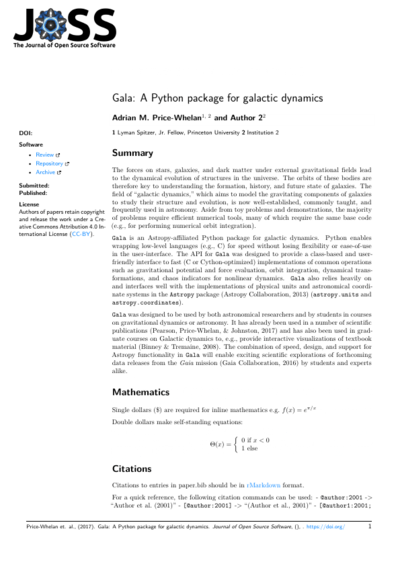 JOSS
The Journal of Open Source Software
Gala: A Python package for galactic dynamics
Adrian M. Price-Whelan1, 2 and Author 22
1 Lyman Spitzer, Jr. Fellow, Princeton University 2 Institution 2
DOI:
Software
• Review
• Repository
• Archive
Submitted:
Published:
License
Authors of papers retain copyright
and release the work under a Cre-
ative Commons Attribution 4.0 In-
ternational License (CC-BY).
Summary
The forces on stars, galaxies, and dark matter under external gravitational fields lead
to the dynamical evolution of structures in the universe. The orbits of these bodies are
therefore key to understanding the formation, history, and future state of galaxies. The
field of "galactic dynamics," which aims to model the gravitating components of galaxies
to study their structure and evolution, is now well-established, commonly taught, and
frequently used in astronomy. Aside from toy problems and demonstrations, the majority
of problems require efficient numerical tools, many of which require the same base code
(e.g., for performing numerical orbit integration).
Gala is an Astropy-affiliated Python package for galactic dynamics. Python enables
wrapping low-level languages (e.g., C) for speed without losing flexibility or ease-of-use
in the user-interface. The API for Gala was designed to provide a class-based and user-
friendly interface to fast (C or Cython-optimized) implementations of common operations
such as gravitational potential and force evaluation, orbit integration, dynamical trans-
formations, and chaos indicators for nonlinear dynamics. Gala also relies heavily on
and interfaces well with the implementations of physical units and astronomical coordi-
nate systems in the Astropy package (Astropy Collaboration, 2013) (astropy.units and
astropy.coordinates).
Gala was designed to be used by both astronomical researchers and by students in courses
on gravitational dynamics or astronomy. It has already been used in a number of scientific
publications (Pearson, Price-Whelan, & Johnston, 2017) and has also been used in grad-
uate courses on Galactic dynamics to, e.g., provide interactive visualizations of textbook
material (Binney & Tremaine, 2008). The combination of speed, design, and support for
Astropy functionality in Gala will enable exciting scientific explorations of forthcoming
data releases from the Gaia mission (Gaia Collaboration, 2016) by students and experts
alike.
Mathematics
Single dollars ($) are required for inline mathematics e.g. f(x) = e^{π/x}
Double dollars make self-standing equations:
Θ(x) = { 0 if x < 0
1 else
Citations
Citations to entries in paper.bib should be in rMarkdown format.
For a quick reference, the following citation commands can be used: - @author:2001 ->
"Author et al. (2001)" - [@author:2001] -> "(Author et al., 2001)" - [@author1:2001;
Price-Whelan et. al., (2017). Gala: A Python package for galactic dynamics. Journal of Open Source Software, (), . https://doi.org/ 1